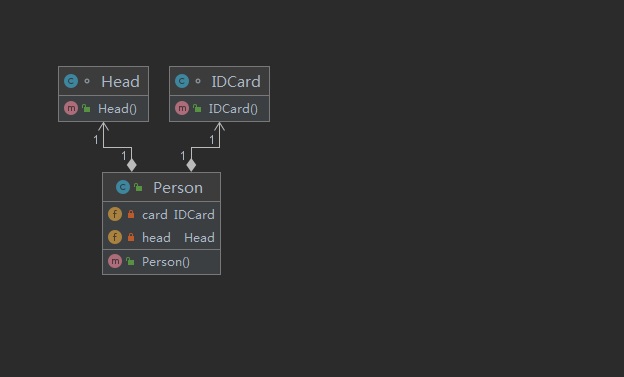 Head
IDCard
Head()
IDCard()
1
1
1
1
Person
card IDCard
head Head
Person()